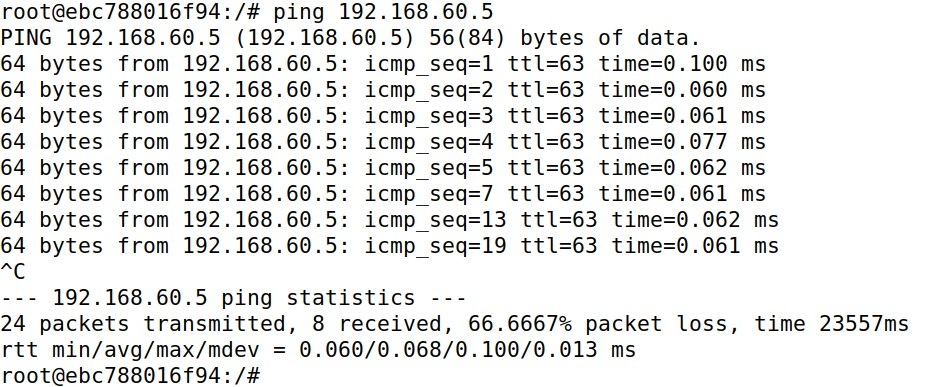 root@ebc788016f94:/# ping 192.168.60.5
PING 192.168.60.5 (192.168.60.5) 56(84) bytes of data.
64 bytes from 192.168.60.5: icmp_seq=1 ttl=63 time=0.100 ms
64 bytes from 192.168.60.5: icmp_seq=2 ttl=63 time=0.060 ms
64 bytes from 192.168.60.5: icmp_seq=3 ttl=63 time=0.061 ms
64 bytes from 192.168.60.5: icmp_seq=4 ttl=63 time=0.077 ms
64 bytes from 192.168.60.5: icmp_seq=5 ttl=63 time=0.062 ms
64 bytes from 192.168.60.5: icmp_seq=7 ttl=63 time=0.061 ms
64 bytes from 192.168.60.5: icmp_seq=13 ttl=63 time=0.062 ms
64 bytes from 192.168.60.5: icmp_seq=19 ttl=63 time=0.061 ms
^C
--- 192.168.60.5 ping statistics ---
24 packets transmitted, 8 received, 66.6667% packet loss, time 23557ms
rtt min/avg/max/mdev = 0.060/0.068/0.100/0.013 ms
root@ebc788016f94:/#